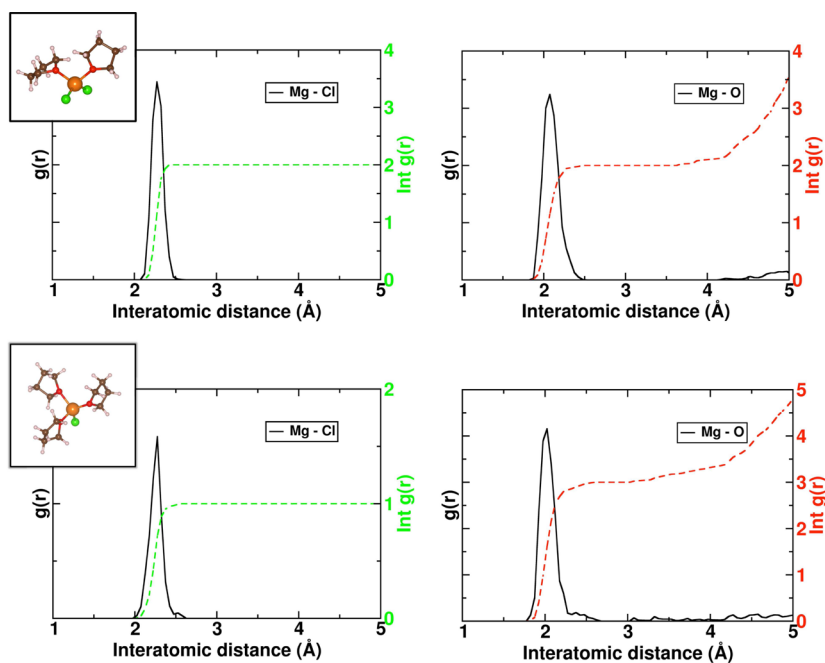 g(r)
Mg - Cl
4
3
2
1
0
Int g(r)
1 2 3 4 5
Interatomic distance (Å)
g(r)
Mg - O
4
3
2
1
0
Int g(r)
1 2 3 4 5
Interatomic distance (Å)
g(r)
Mg - Cl
2
1
0
Int g(r)
1 2 3 4 5
Interatomic distance (Å)
g(r)
Mg - O
5
4
3
2
1
0
Int g(r)
1 2 3 4 5
Interatomic distance (Å)